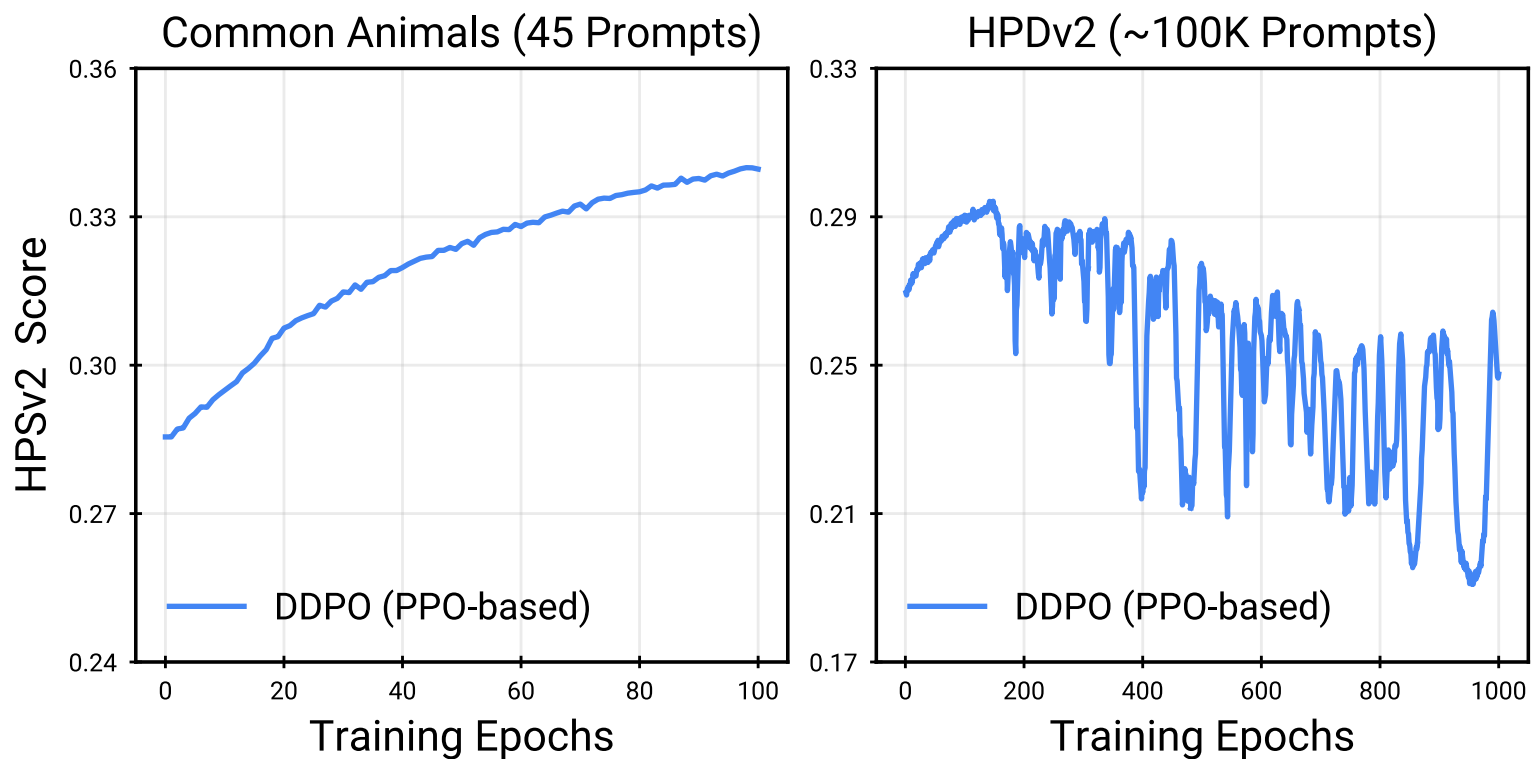 Common Animals (45 Prompts)
HPSv2 Score
0.36
0.33
0.30
0.27
0.24
DDPO (PPO-based)
0 20 40 60 80 100
Training Epochs
HPDv2 (~100K Prompts)
0.33
0.29
0.25
0.21
0.17
DDPO (PPO-based)
0 200 400 600 800 1000
Training Epochs